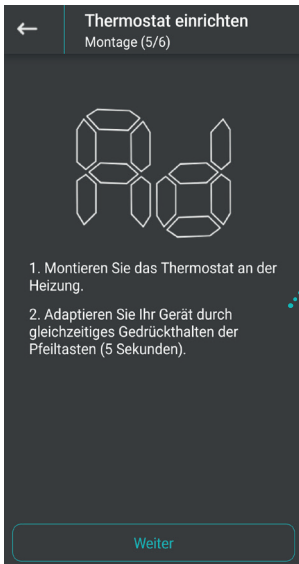 Thermostat einrichten
Montage (5/6)
Ad
1. Montieren Sie das Thermostat an der
Heizung.
2. Adaptieren Sie Ihr Gerät durch
gleichzeitiges Gedrückthalten der
Pfeiltasten (5 Sekunden).
Weiter